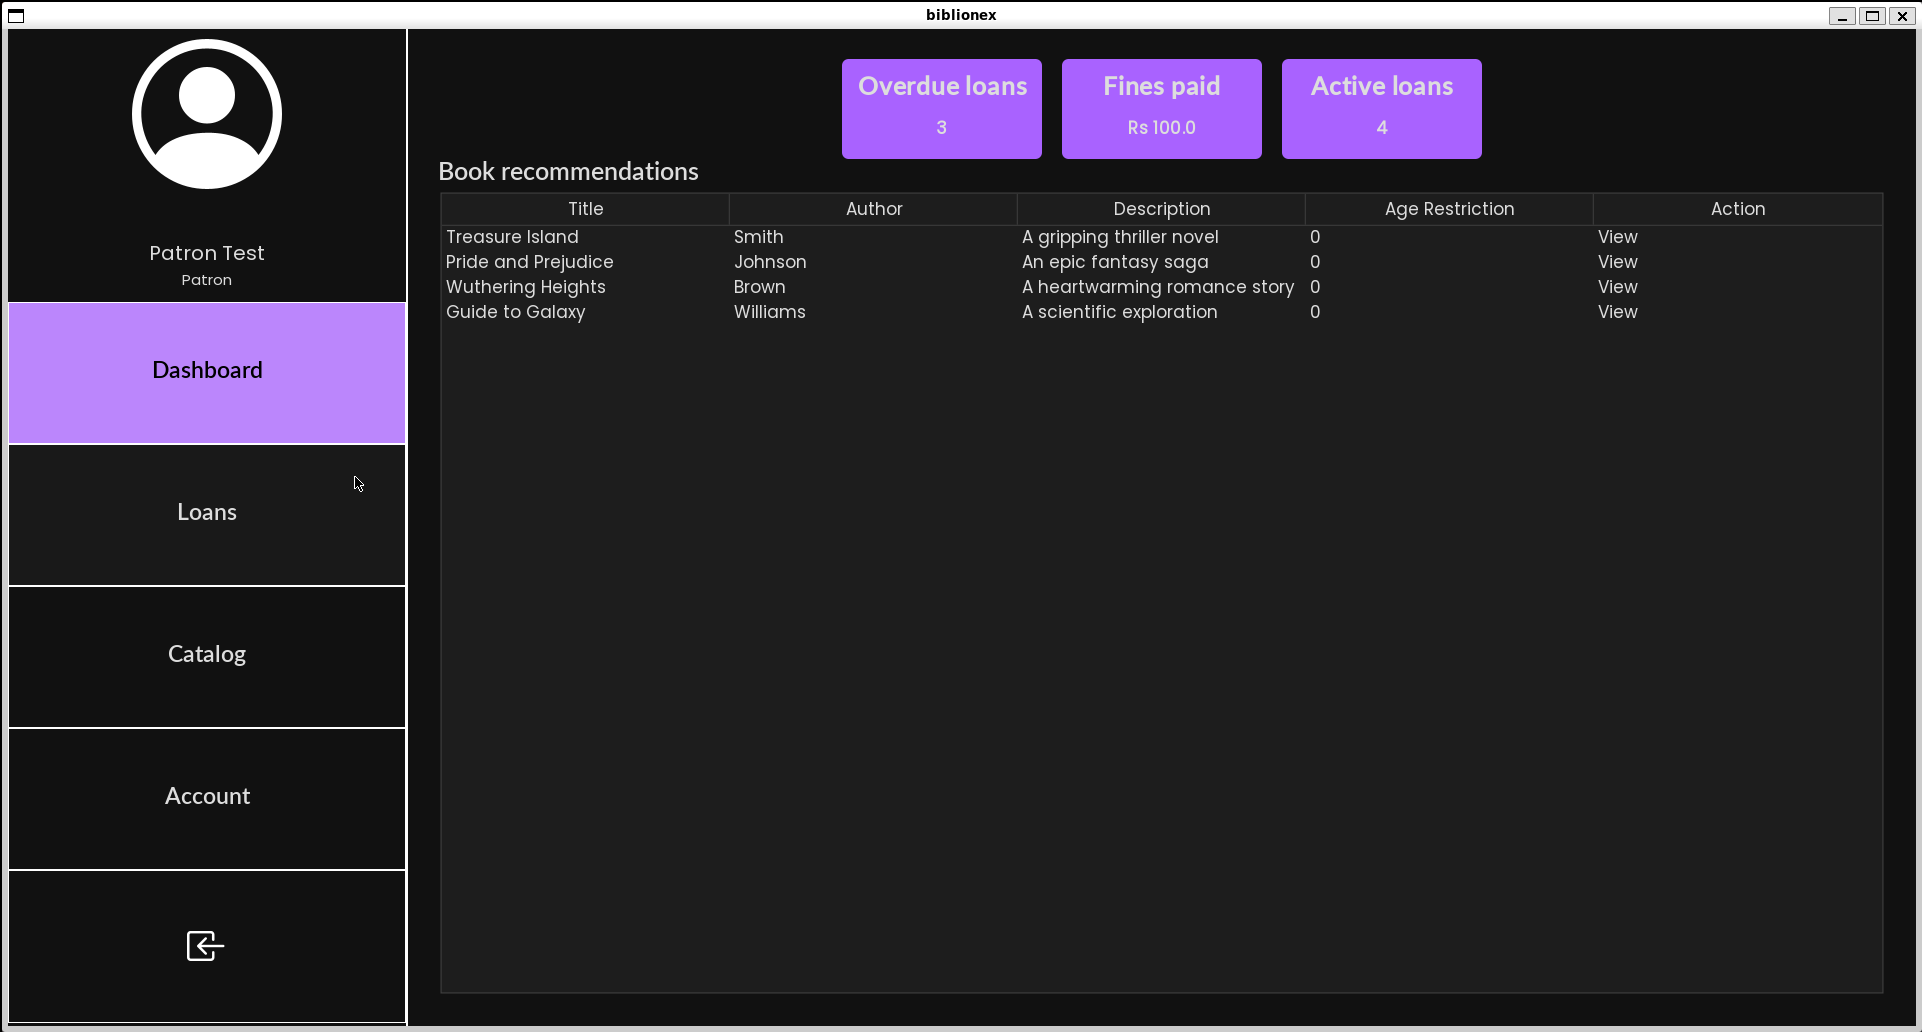 biblionex
Patron Test
Patron
Dashboard
Loans
Catalog
Account
Overdue loans
3
Fines paid
Rs 100.0
Active loans
4
Book recommendations
Title Author Description Age Restriction Action
Treasure Island Smith A gripping thriller novel 0 View
Pride and Prejudice Johnson An epic fantasy saga 0 View
Wuthering Heights Brown A heartwarming romance story 0 View
Guide to Galaxy Williams A scientific exploration 0 View